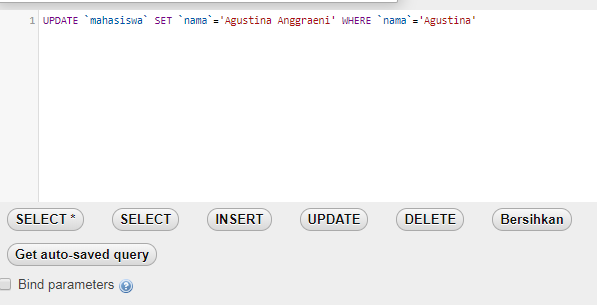 1 UPDATE `mahasiswa` SET `nama`='Agustina Anggraeni' WHERE `nama`='Agustina'
SELECT * SELECT INSERT UPDATE DELETE Bersihkan
Get auto-saved query
Bind parameters